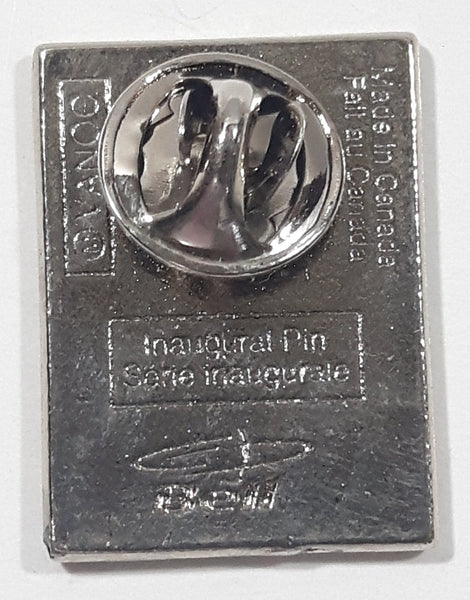 Made in Canada
Fait au Canada
® VANOC
Inaugural Pin
Série inaugurale
Bell